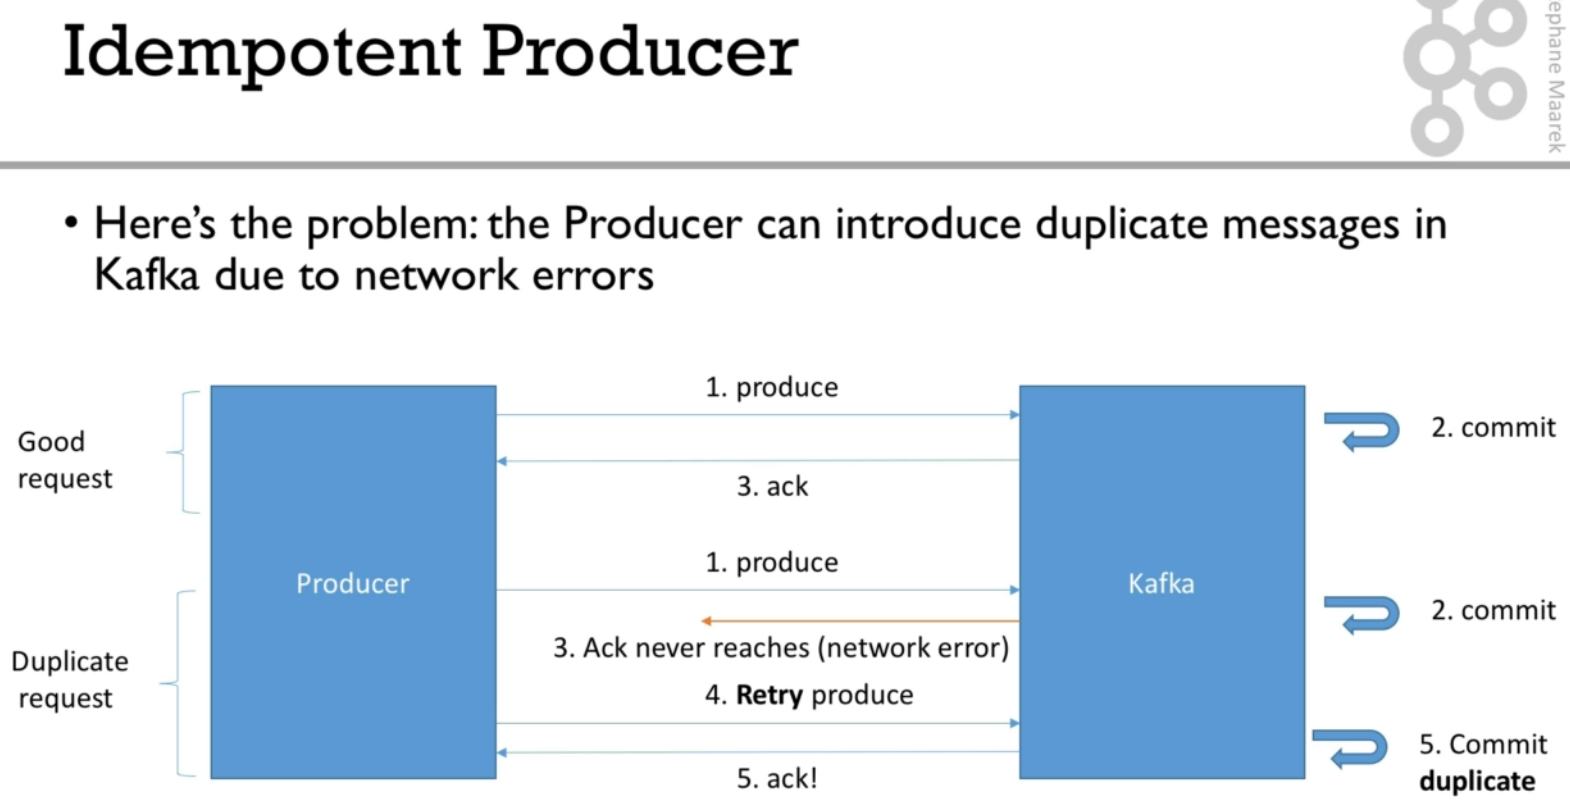 Idempotent Producer
ephane Maarek
• Here's the problem: the Producer can introduce duplicate messages in
Kafka due to network errors
Good
request
Producer
1. produce
3. ack
Kafka
2. commit
Duplicate
request
1. produce
3. Ack never reaches (network error)
4. Retry produce
5. ack!
2. commit
5. Commit
duplicate